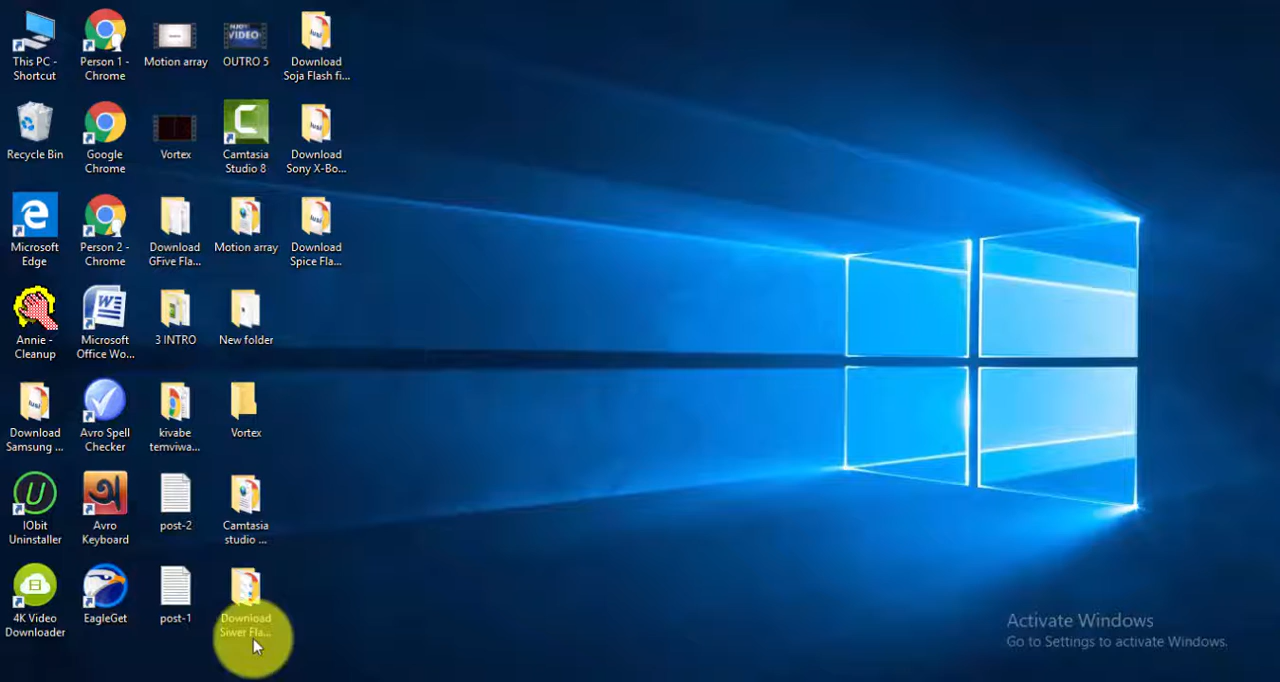 This PC -
Shortcut
Person 1 -
Chrome
Motion array
OUTRO 5
Download
Soja Flash fi...
Recycle Bin
Google
Chrome
Vortex
Camtasia
Studio 8
Download
Sony X-Bo...
Microsoft
Edge
Person 2 -
Chrome
Download
GFive Fla...
Motion array
Download
Spice Fla...
Annie -
Cleanup
Microsoft
Office Wo...
3 INTRO
New folder
Download
Samsung ...
Avro Spell
Checker
kivabe
temviwa...
Vortex
IObit
Uninstaller
Avro
Keyboard
post-2
Camtasia
studio ...
4K Video
Downloader
EagleGet
post-1
Download
Siwer Fla...
VIDEO
Activate Windows
Go to Settings to activate Windows.